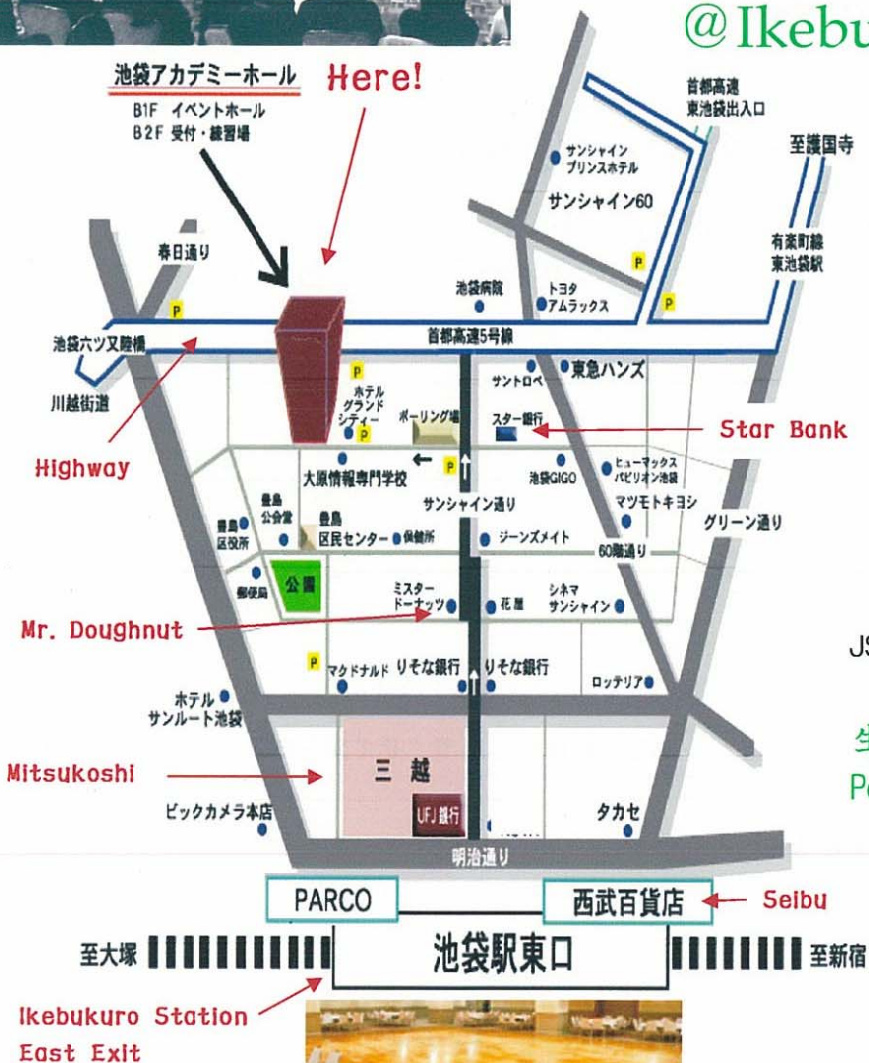 @Ikebu
池袋アカデミーホール
Here!
B1F イベントホール
B2F 受付・練習場
首都高速
東池袋出入口
至護国寺
サンシャイン
プリンスホテル
サンシャイン60
春日通り
有楽町線
東池袋駅
池袋病院
トヨタ
アムラックス
P
P
P
池袋六ツ又陸橋
首都高速5号線
川越街道
P
ホテル
グランド
シティー
P
ボーリング場
サントロペ
東急ハンズ
スター銀行
Star Bank
Highway
大原情報専門学校
P
池袋GIGO
ヒューマックス
パビリオン池袋
サンシャイン通り
マツモトキヨシ
グリーン通り
豊島
区役所
豊島
公会堂
豊島
区民センター
保健所
ジーンズメイト
60階通り
郵便局
公園
ミスター
ドーナッツ
花屋
シネマ
サンシャイン
Mr. Doughnut
JS
P
マクドナルド
りそな銀行
りそな銀行
ロッテリア
ホテル
サンルート池袋
生
Mitsukoshi
三越
P
ビックカメラ本店
UFJ銀行
タカセ
明治通り
PARCO
西武百貨店
Seibu
至大塚
池袋駅東口
至新宿
Ikebukuro Station
East Exit